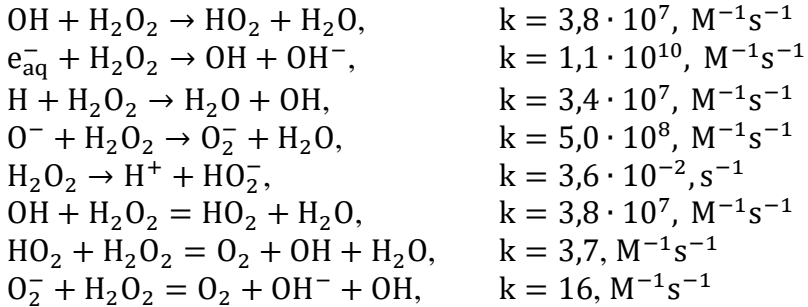 OH + H₂O₂ → HO₂ + H₂O, k = 3,8 · 10⁷, M⁻¹s⁻¹
e⁻ₐq + H₂O₂ → OH + OH⁻, k = 1,1 · 10¹⁰, M⁻¹s⁻¹
H + H₂O₂ → H₂O + OH, k = 3,4 · 10⁷, M⁻¹s⁻¹
O⁻ + H₂O₂ → O₂⁻ + H₂O, k = 5,0 · 10⁸, M⁻¹s⁻¹
H₂O₂ → H⁺ + HO₂⁻, k = 3,6 · 10⁻², s⁻¹
OH + H₂O₂ = HO₂ + H₂O, k = 3,8 · 10⁷, M⁻¹s⁻¹
HO₂ + H₂O₂ = O₂ + OH + H₂O, k = 3,7, M⁻¹s⁻¹
O₂⁻ + H₂O₂ = O₂ + OH⁻ + OH, k = 16, M⁻¹s⁻¹